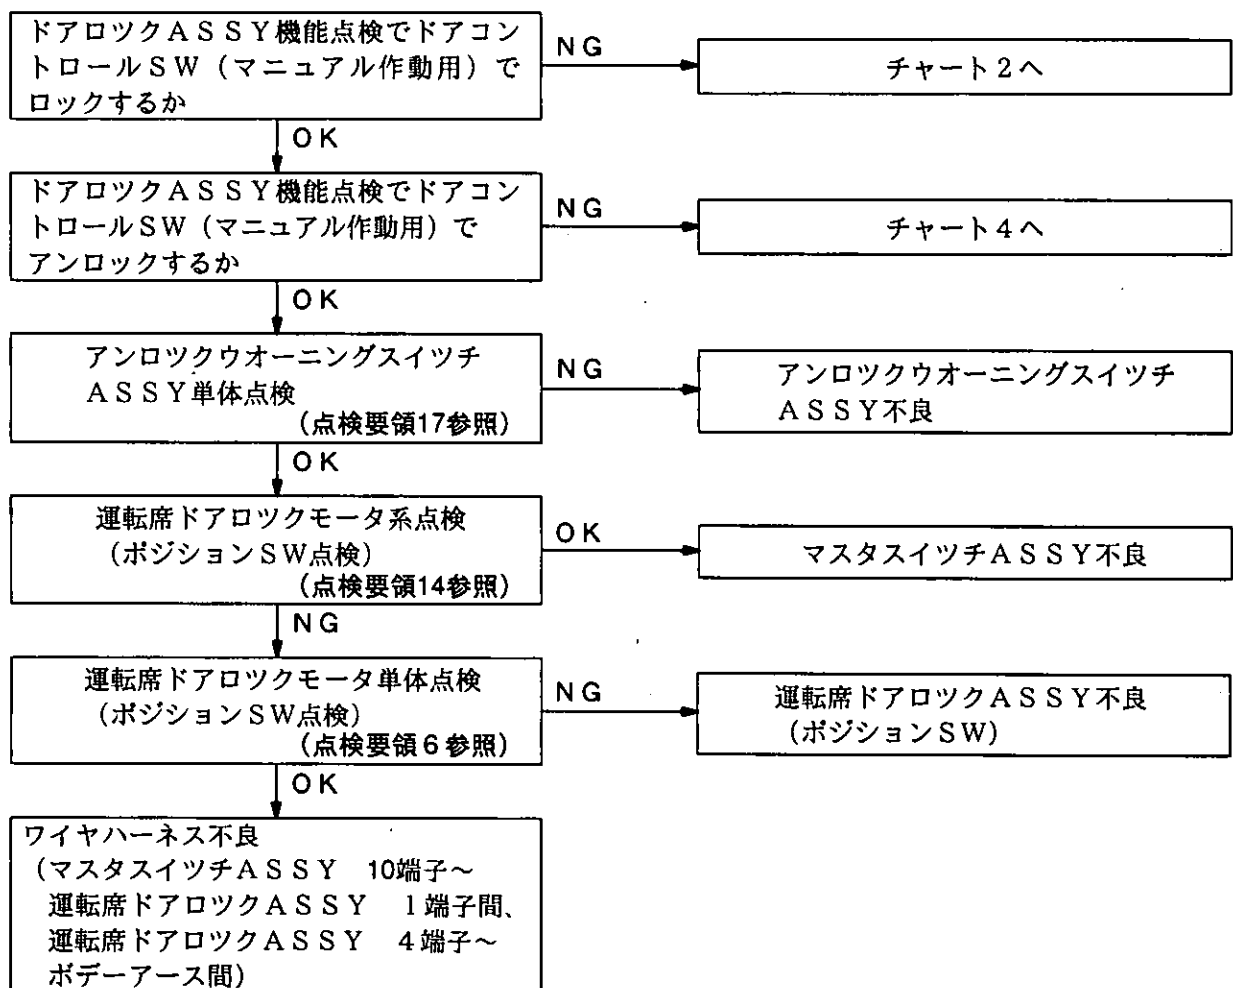 ドアロツクＡＳＳＹ機能点検でドアコン
トロールＳＷ（マニュアル作動用）で
ロックするか
ＮＧ
チャート２へ
ＯＫ
ドアロツクＡＳＳＹ機能点検でドアコン
トロールＳＷ（マニュアル作動用）で
アンロックするか
ＮＧ
チャート４へ
ＯＫ
アンロツクウオーニングスイツチ
ＡＳＳＹ単体点検
（点検要領17参照）
ＮＧ
アンロツクウオーニングスイツチ
ＡＳＳＹ不良
ＯＫ
運転席ドアロツクモータ系点検
（ポジションＳＷ点検）
（点検要領14参照）
ＯＫ
マスタスイツチＡＳＳＹ不良
ＮＧ
運転席ドアロツクモータ単体点検
（ポジションＳＷ点検）
（点検要領６参照）
ＮＧ
運転席ドアロツクＡＳＳＹ不良
（ポジションＳＷ）
ＯＫ
ワイヤハーネス不良
（マスタスイツチＡＳＳＹ　10端子～
運転席ドアロツクＡＳＳＹ　１端子間、
運転席ドアロツクＡＳＳＹ　４端子～
ボデーアース間）